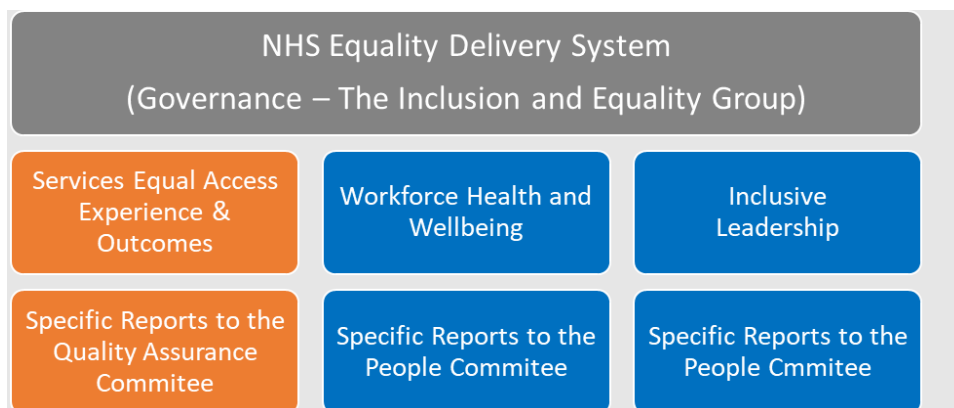 NHS Equality Delivery System
(Governance – The Inclusion and Equality Group)
Services Equal Access
Experience &
Outcomes
Workforce Health and
Wellbeing
Inclusive
Leadership
Specific Reports to the
Quality Assurance
Commitee
Specific Reports to the
People Commitee
Specific Reports to the
People Cmmitee